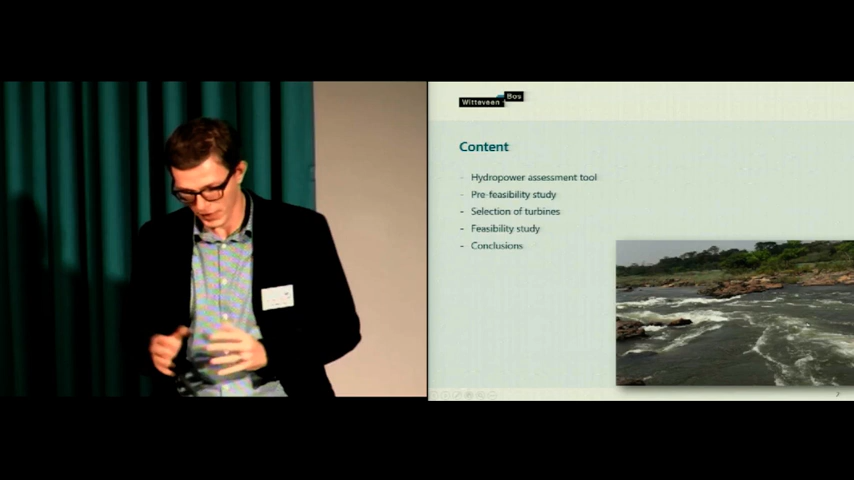 Witteveen
Bos
Content
- Hydropower assessment tool
- Pre-feasibility study
- Selection of turbines
- Feasibility study
- Conclusions